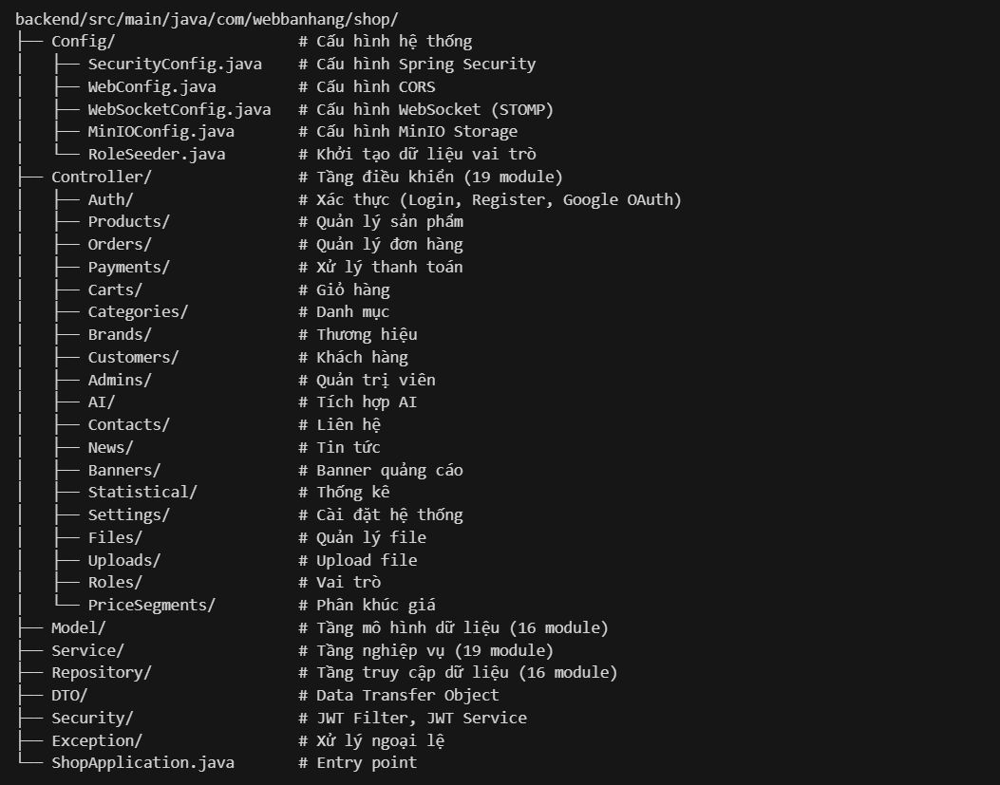 backend/src/main/java/com/webbanhang/shop/
├── Config/                    # Cấu hình hệ thống
│   ├── SecurityConfig.java    # Cấu hình Spring Security
│   ├── WebConfig.java         # Cấu hình CORS
│   ├── WebSocketConfig.java   # Cấu hình WebSocket (STOMP)
│   ├── MinIOConfig.java       # Cấu hình MinIO Storage
│   └── RoleSeeder.java        # Khởi tạo dữ liệu vai trò
├── Controller/                # Tầng điều khiển (19 module)
│   ├── Auth/                  # Xác thực (Login, Register, Google OAuth)
│   ├── Products/              # Quản lý sản phẩm
│   ├── Orders/                # Quản lý đơn hàng
│   ├── Payments/              # Xử lý thanh toán
│   ├── Carts/                 # Giỏ hàng
│   ├── Categories/            # Danh mục
│   ├── Brands/                # Thương hiệu
│   ├── Customers/             # Khách hàng
│   ├── Admins/                # Quản trị viên
│   ├── AI/                    # Tích hợp AI
│   ├── Contacts/              # Liên hệ
│   ├── News/                  # Tin tức
│   ├── Banners/               # Banner quảng cáo
│   ├── Statistical/           # Thống kê
│   ├── Settings/              # Cài đặt hệ thống
│   ├── Files/                 # Quản lý file
│   ├── Uploads/               # Upload file
│   ├── Roles/                 # Vai trò
│   └── PriceSegments/         # Phân khúc giá
├── Model/                     # Tầng mô hình dữ liệu (16 module)
├── Service/                   # Tầng nghiệp vụ (19 module)
├── Repository/                # Tầng truy cập dữ liệu (16 module)
├── DTO/                       # Data Transfer Object
├── Security/                  # JWT Filter, JWT Service
├── Exception/                 # Xử lý ngoại lệ
└── ShopApplication.java       # Entry point